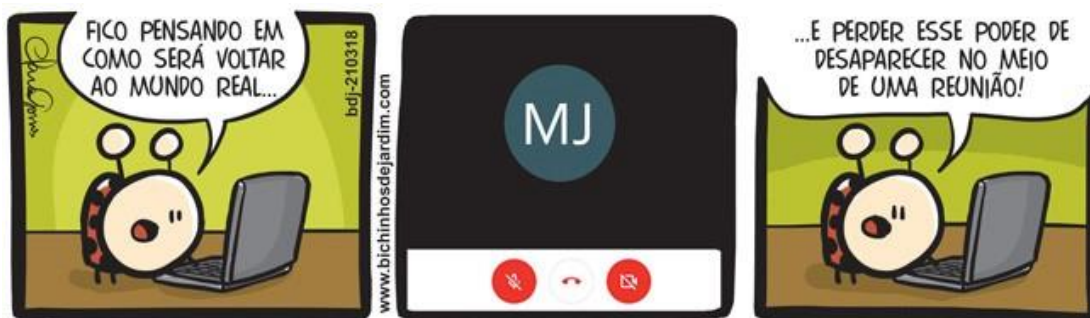 FICO PENSANDO EM
COMO SERÁ VOLTAR
AO MUNDO REAL...
bdj-210318
www.bichinhosdejardim.com
MJ
...E PERDER ESSE PODER DE
DESAPARECER NO MEIO
DE UMA REUNIÃO!